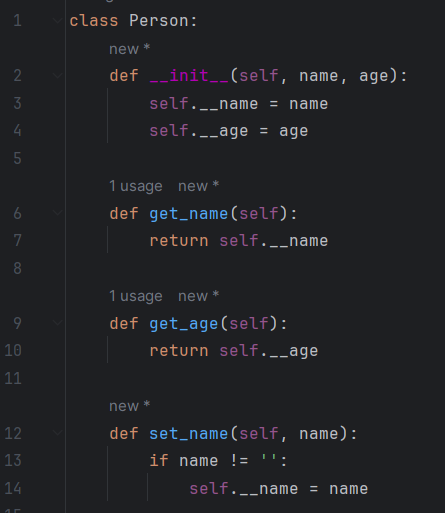 1 class Person:
new *
2 def __init__(self, name, age):
3 self.__name = name
4 self.__age = age
5
1 usage new *
6 def get_name(self):
7 return self.__name
8
1 usage new *
9 def get_age(self):
10 return self.__age
11
new *
12 def set_name(self, name):
13 if name != '':
14 self.__name = name